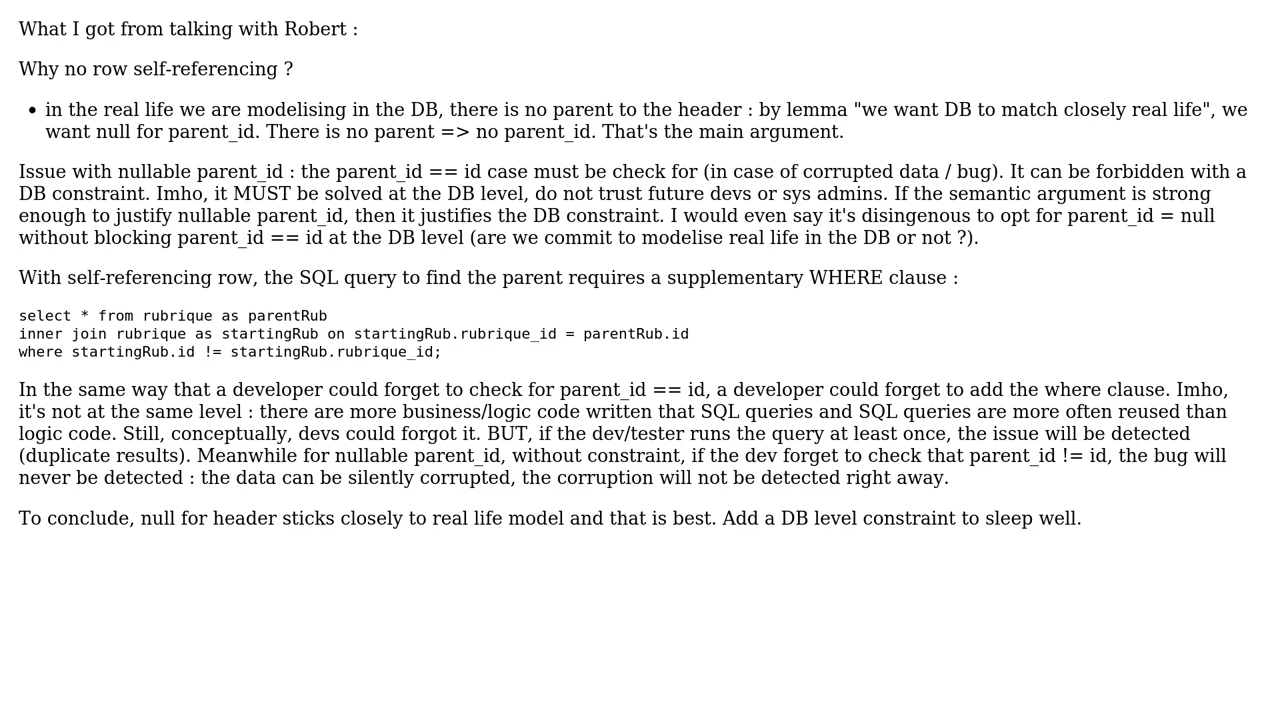 What I got from talking with Robert :
Why no row self-referencing ?
• in the real life we are modelising in the DB, there is no parent to the header : by lemma "we want DB to match closely real life", we
want null for parent_id. There is no parent => no parent_id. That's the main argument.
Issue with nullable parent_id : the parent_id == id case must be check for (in case of corrupted data / bug). It can be forbidden with a
DB constraint. Imho, it MUST be solved at the DB level, do not trust future devs or sys admins. If the semantic argument is strong
enough to justify nullable parent_id, then it justifies the DB constraint. I would even say it's disingenous to opt for parent_id = null
without blocking parent_id == id at the DB level (are we commit to modelise real life in the DB or not ?).
With self-referencing row, the SQL query to find the parent requires a supplementary WHERE clause :
select * from rubrique as parentRub
inner join rubrique as startingRub on startingRub.rubrique_id = parentRub.id
where startingRub.id != startingRub.rubrique_id;
In the same way that a developer could forget to check for parent_id == id, a developer could forget to add the where clause. Imho,
it's not at the same level : there are more business/logic code written that SQL queries and SQL queries are more often reused than
logic code. Still, conceptually, devs could forgot it. BUT, if the dev/tester runs the query at least once, the issue will be detected
(duplicate results). Meanwhile for nullable parent_id, without constraint, if the dev forget to check that parent_id != id, the bug will
never be detected : the data can be silently corrupted, the corruption will not be detected right away.
To conclude, null for header sticks closely to real life model and that is best. Add a DB level constraint to sleep well.